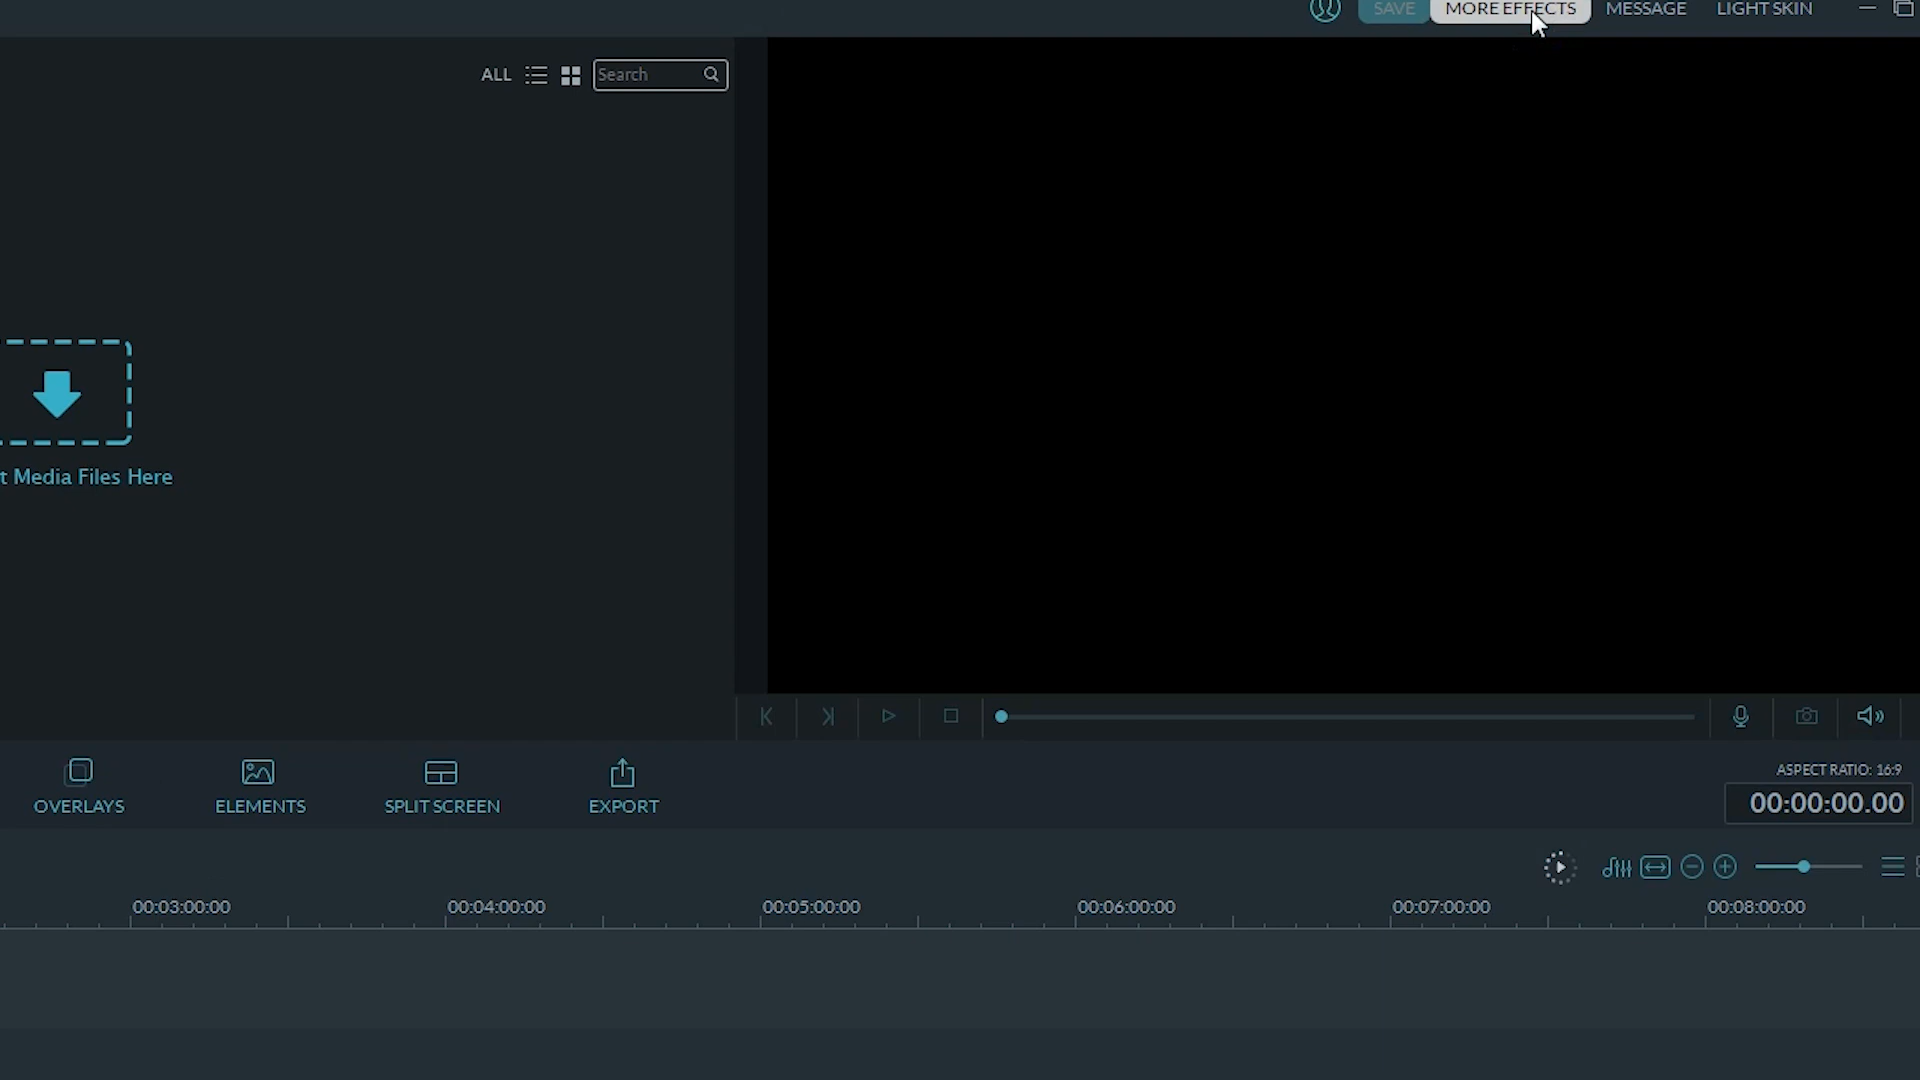 SAVE MORE EFFECTS MESSAGE LIGHT SKIN
ALL Search
t Media Files Here
OVERLAYS ELEMENTS SPLIT SCREEN EXPORT
ASPECT RATIO: 16:9
00:00:00.00
00:03:00:00 00:04:00:00 00:05:00:00 00:06:00:00 00:07:00:00 00:08:00:00